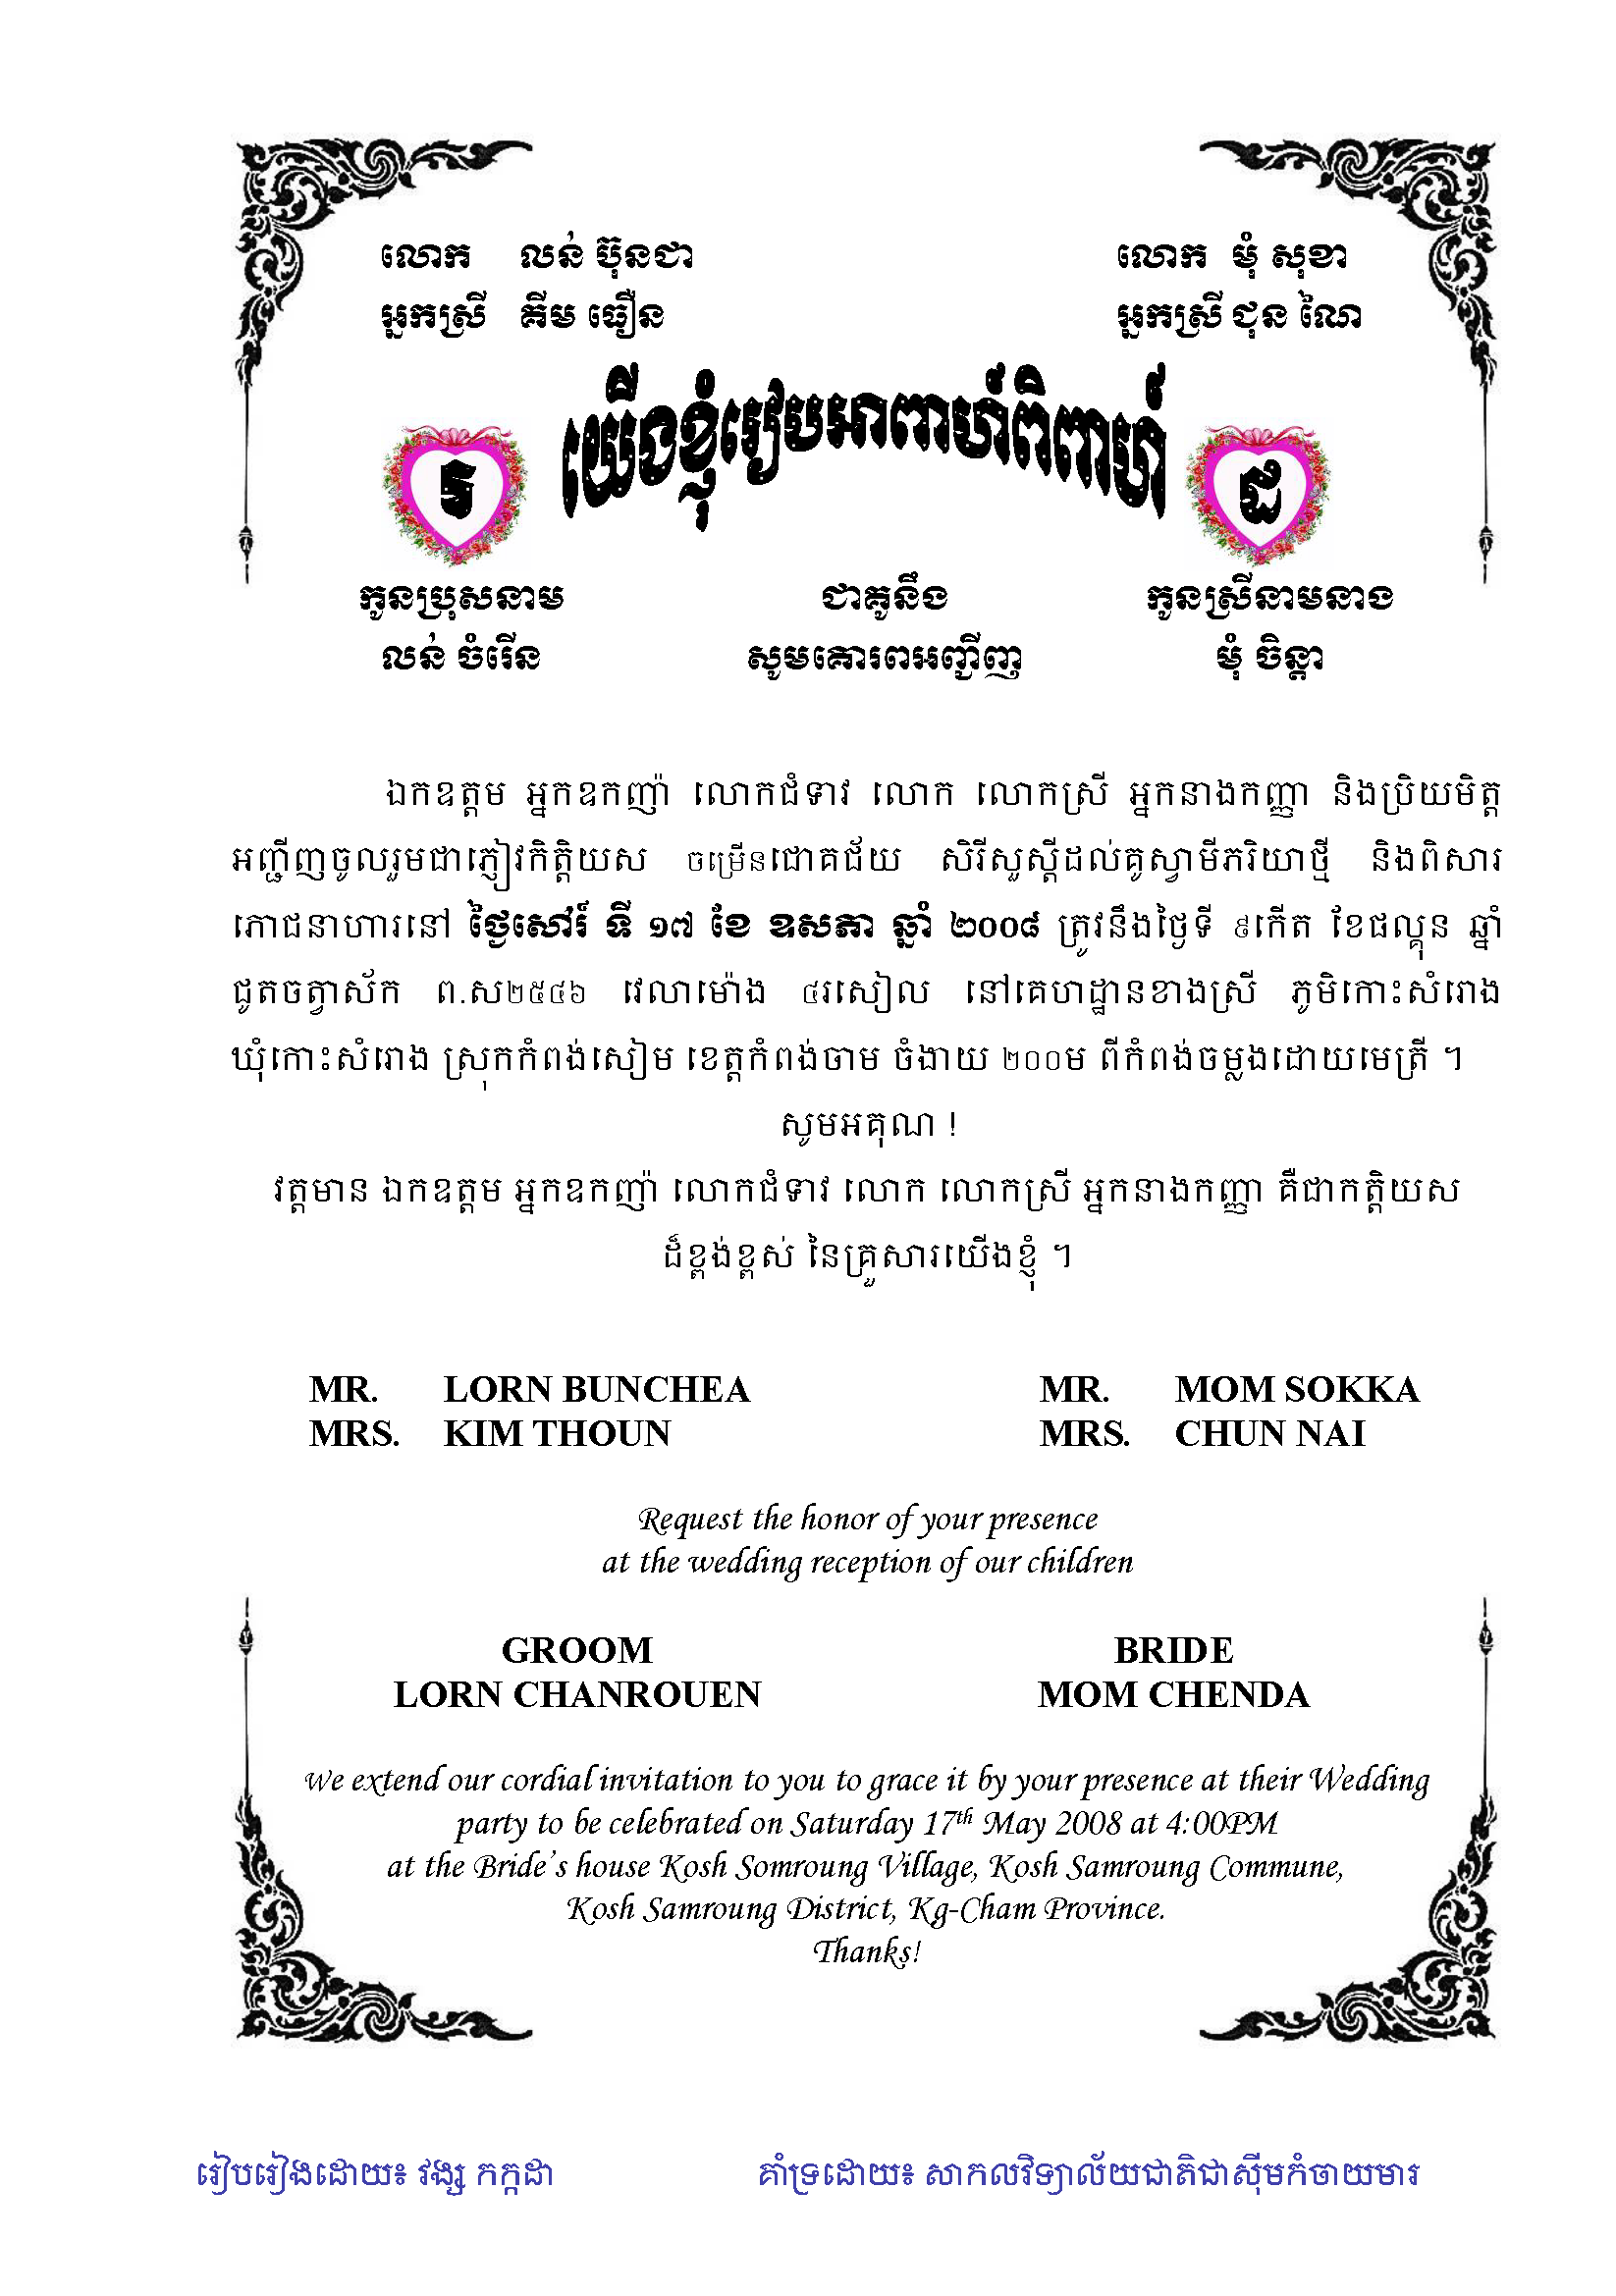 លោក លន់ ប៊ុនជា លោក មុំ សុខា
អ្នកស្រី គីម ធឿន អ្នកស្រី ជុន ណៃ
យើងខ្ញុំរៀបអាពាហ៍ពិពាហ៍
ច ដ
កូនប្រុសនាម ជាគូនឹង កូនស្រីនាមនាង
លន់ ចំរើន សូមគោរពអញ្ជើញ មុំ ចិន្តា
ឯកឧត្តម អ្នកឧកញ៉ា លោកជំទាវ លោក លោកស្រី អ្នកនាងកញ្ញា និងប្រិយមិត្ត
អញ្ជើញចូលរួមជាភ្ញៀវកិត្តិយស ចម្រើនជោគជ័យ សិរីសួស្តីដល់គូស្វាមីភរិយាថ្មី និងពិសារ
ភោជនាហារនៅ ថ្ងៃសៅរ៍ ទី ១៧ ខែ ឧសភា ឆ្នាំ ២០០៨ ត្រូវនឹងថ្ងៃទី ៩កើត ខែផល្គុន ឆ្នាំ
ជូតចត្វាស័ក ព.ស២៥៤៦ វេលាម៉ោង ៤រសៀល នៅគេហដ្ឋានខាងស្រី ភូមិកោះសំរោង
ឃុំកោះសំរោង ស្រុកកំពង់សៀម ខេត្តកំពង់ចាម ចំងាយ ២០០ម ពីកំពង់ចម្លងដោយមេត្រី ។
សូមអគុណ !
វត្តមាន ឯកឧត្តម អ្នកឧកញ៉ា លោកជំទាវ លោក លោកស្រី អ្នកនាងកញ្ញា គឺជាកត្តិយស
ដ៏ខ្ពង់ខ្ពស់ នៃគ្រួសារយើងខ្ញុំ ។
MR. LORN BUNCHEA MR. MOM SOKKA
MRS. KIM THOUN MRS. CHUN NAI
Request the honor of your presence
at the wedding reception of our children
GROOM BRIDE
LORN CHANROUEN MOM CHENDA
We extend our cordial invitation to you to grace it by your presence at their Wedding
party to be celebrated on Saturday 17th May 2008 at 4:00PM
at the Bride's house Kosh Somroung Village, Kosh Samroung Commune,
Kosh Samroung District, Kg-Cham Province.
Thanks!
រៀបរៀងដោយ៖ វង្ស កក្កដា គាំទ្រដោយ៖ សាកលវិទ្យាល័យជាតិជាស៊ីមកំចាយមារ